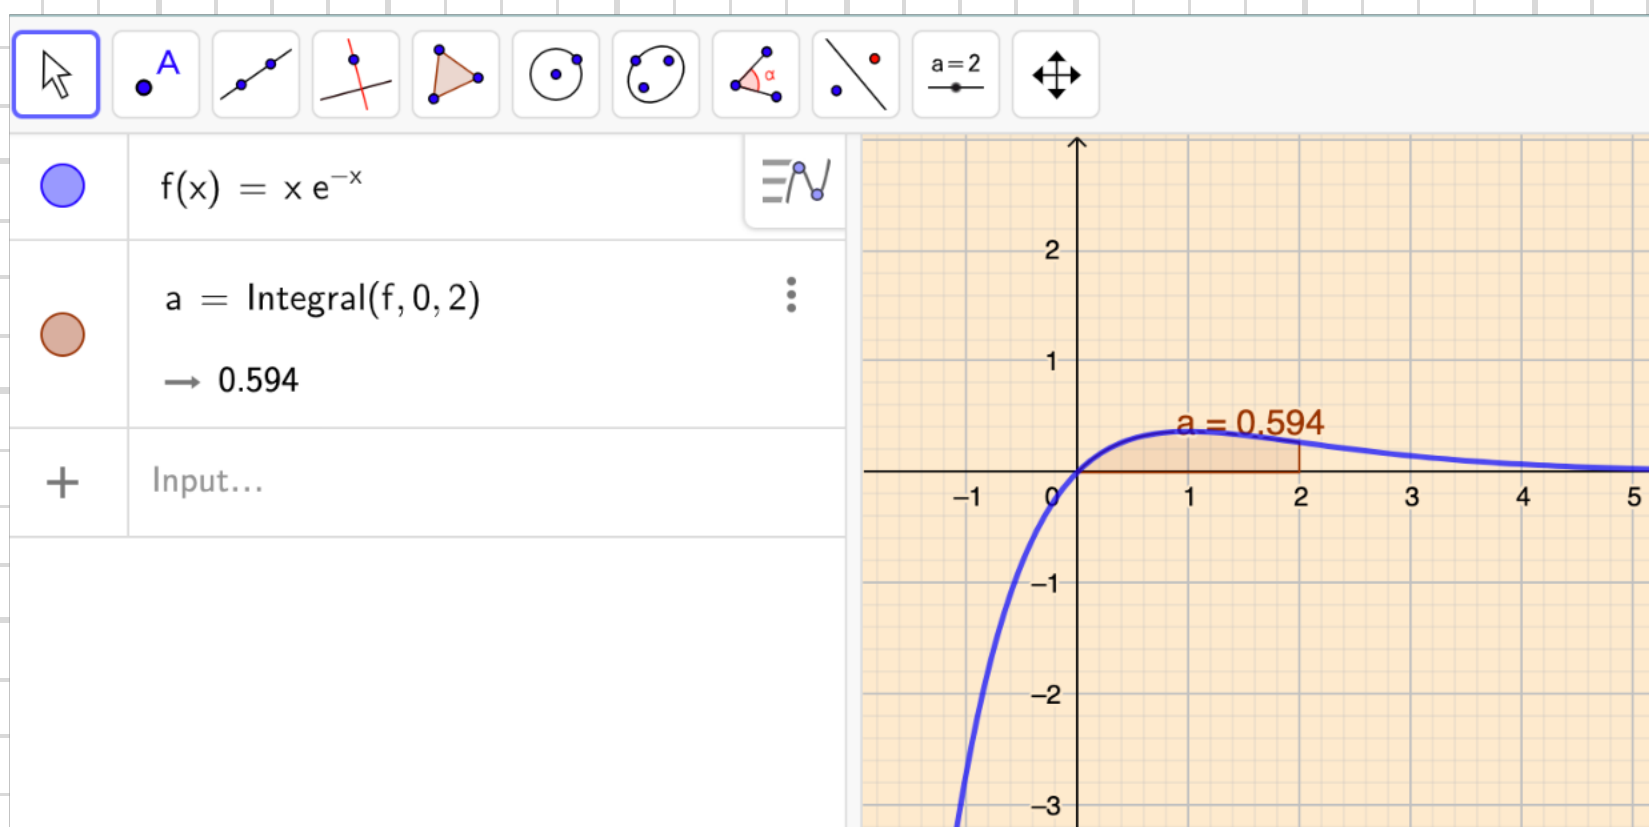 A
α
a=2
f(x) = x e⁻ˣ
a = Integral(f, 0, 2)
→ 0.594
+ Input...
2
1
a = 0.594
−1 0 1 2 3 4 5
−1
−2
−3